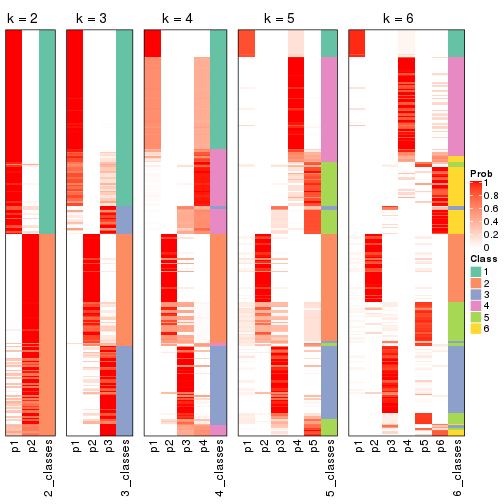 k = 2
k = 3
k = 4
k = 5
k = 6
p1
p2
2_classes
p1
p2
p3
3_classes
p1
p2
p3
p4
4_classes
p1
p2
p3
p4
p5
5_classes
p1
p2
p3
p4
p5
p6
6_classes
Prob
1
0.8
0.6
0.4
0.2
0
Class
1
2
3
4
5
6